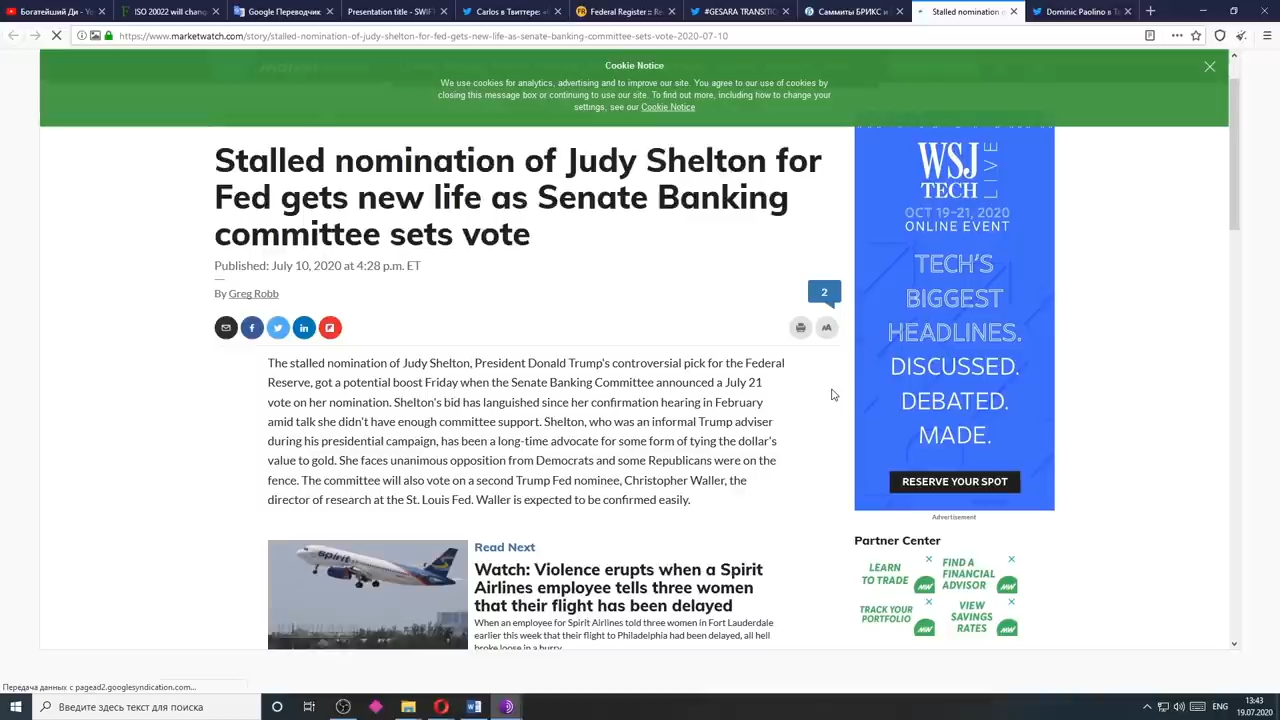 Богатейший Ди - Yo
ISO 20022 will chang
Google Переводчик
Presentation title - SWIF
Carlos в Твиттере: «
Federal Register :: Re
#GESARA TRANSITIO
Саммиты БРИКС и
Stalled nomination o
Dominic Paolino в Т
https://www.marketwatch.com/story/stalled-nomination-of-judy-shelton-for-fed-gets-new-life-as-senate-banking-committee-sets-vote-2020-07-10
Cookie Notice
We use cookies for analytics, advertising and to improve our site. You agree to our use of cookies by
closing this message box or continuing to use our site. To find out more, including how to change your
settings, see our Cookie Notice
Stalled nomination of Judy Shelton for
Fed gets new life as Senate Banking
committee sets vote
Published: July 10, 2020 at 4:28 p.m. ET
By Greg Robb
2
The stalled nomination of Judy Shelton, President Donald Trump's controversial pick for the Federal
Reserve, got a potential boost Friday when the Senate Banking Committee announced a July 21
vote on her nomination. Shelton's bid has languished since her confirmation hearing in February
amid talk she didn't have enough committee support. Shelton, who was an informal Trump adviser
during his presidential campaign, has been a long-time advocate for some form of tying the dollar's
value to gold. She faces unanimous opposition from Democrats and some Republicans were on the
fence. The committee will also vote on a second Trump Fed nominee, Christopher Waller, the
director of research at the St. Louis Fed. Waller is expected to be confirmed easily.
spirit
Read Next
Watch: Violence erupts when a Spirit
Airlines employee tells three women
that their flight has been delayed
When an employee for Spirit Airlines told three women in Fort Lauderdale
earlier this week that their flight to Philadelphia had been delayed, all hell
broke loose in a hurry.
WSJ
TECH
LIVE
OCT 19-21, 2020
ONLINE EVENT
TECH'S
BIGGEST
HEADLINES.
DISCUSSED.
DEBATED.
MADE.
RESERVE YOUR SPOT
Advertisement
Partner Center
LEARN
TO TRADE
FIND A
FINANCIAL
ADVISOR
TRACK YOUR
PORTFOLIO
VIEW
SAVINGS
RATES
Передача данных с pagead2.googlesyndication.com...
Введите здесь текст для поиска
ENG
13:43
19.07.2020